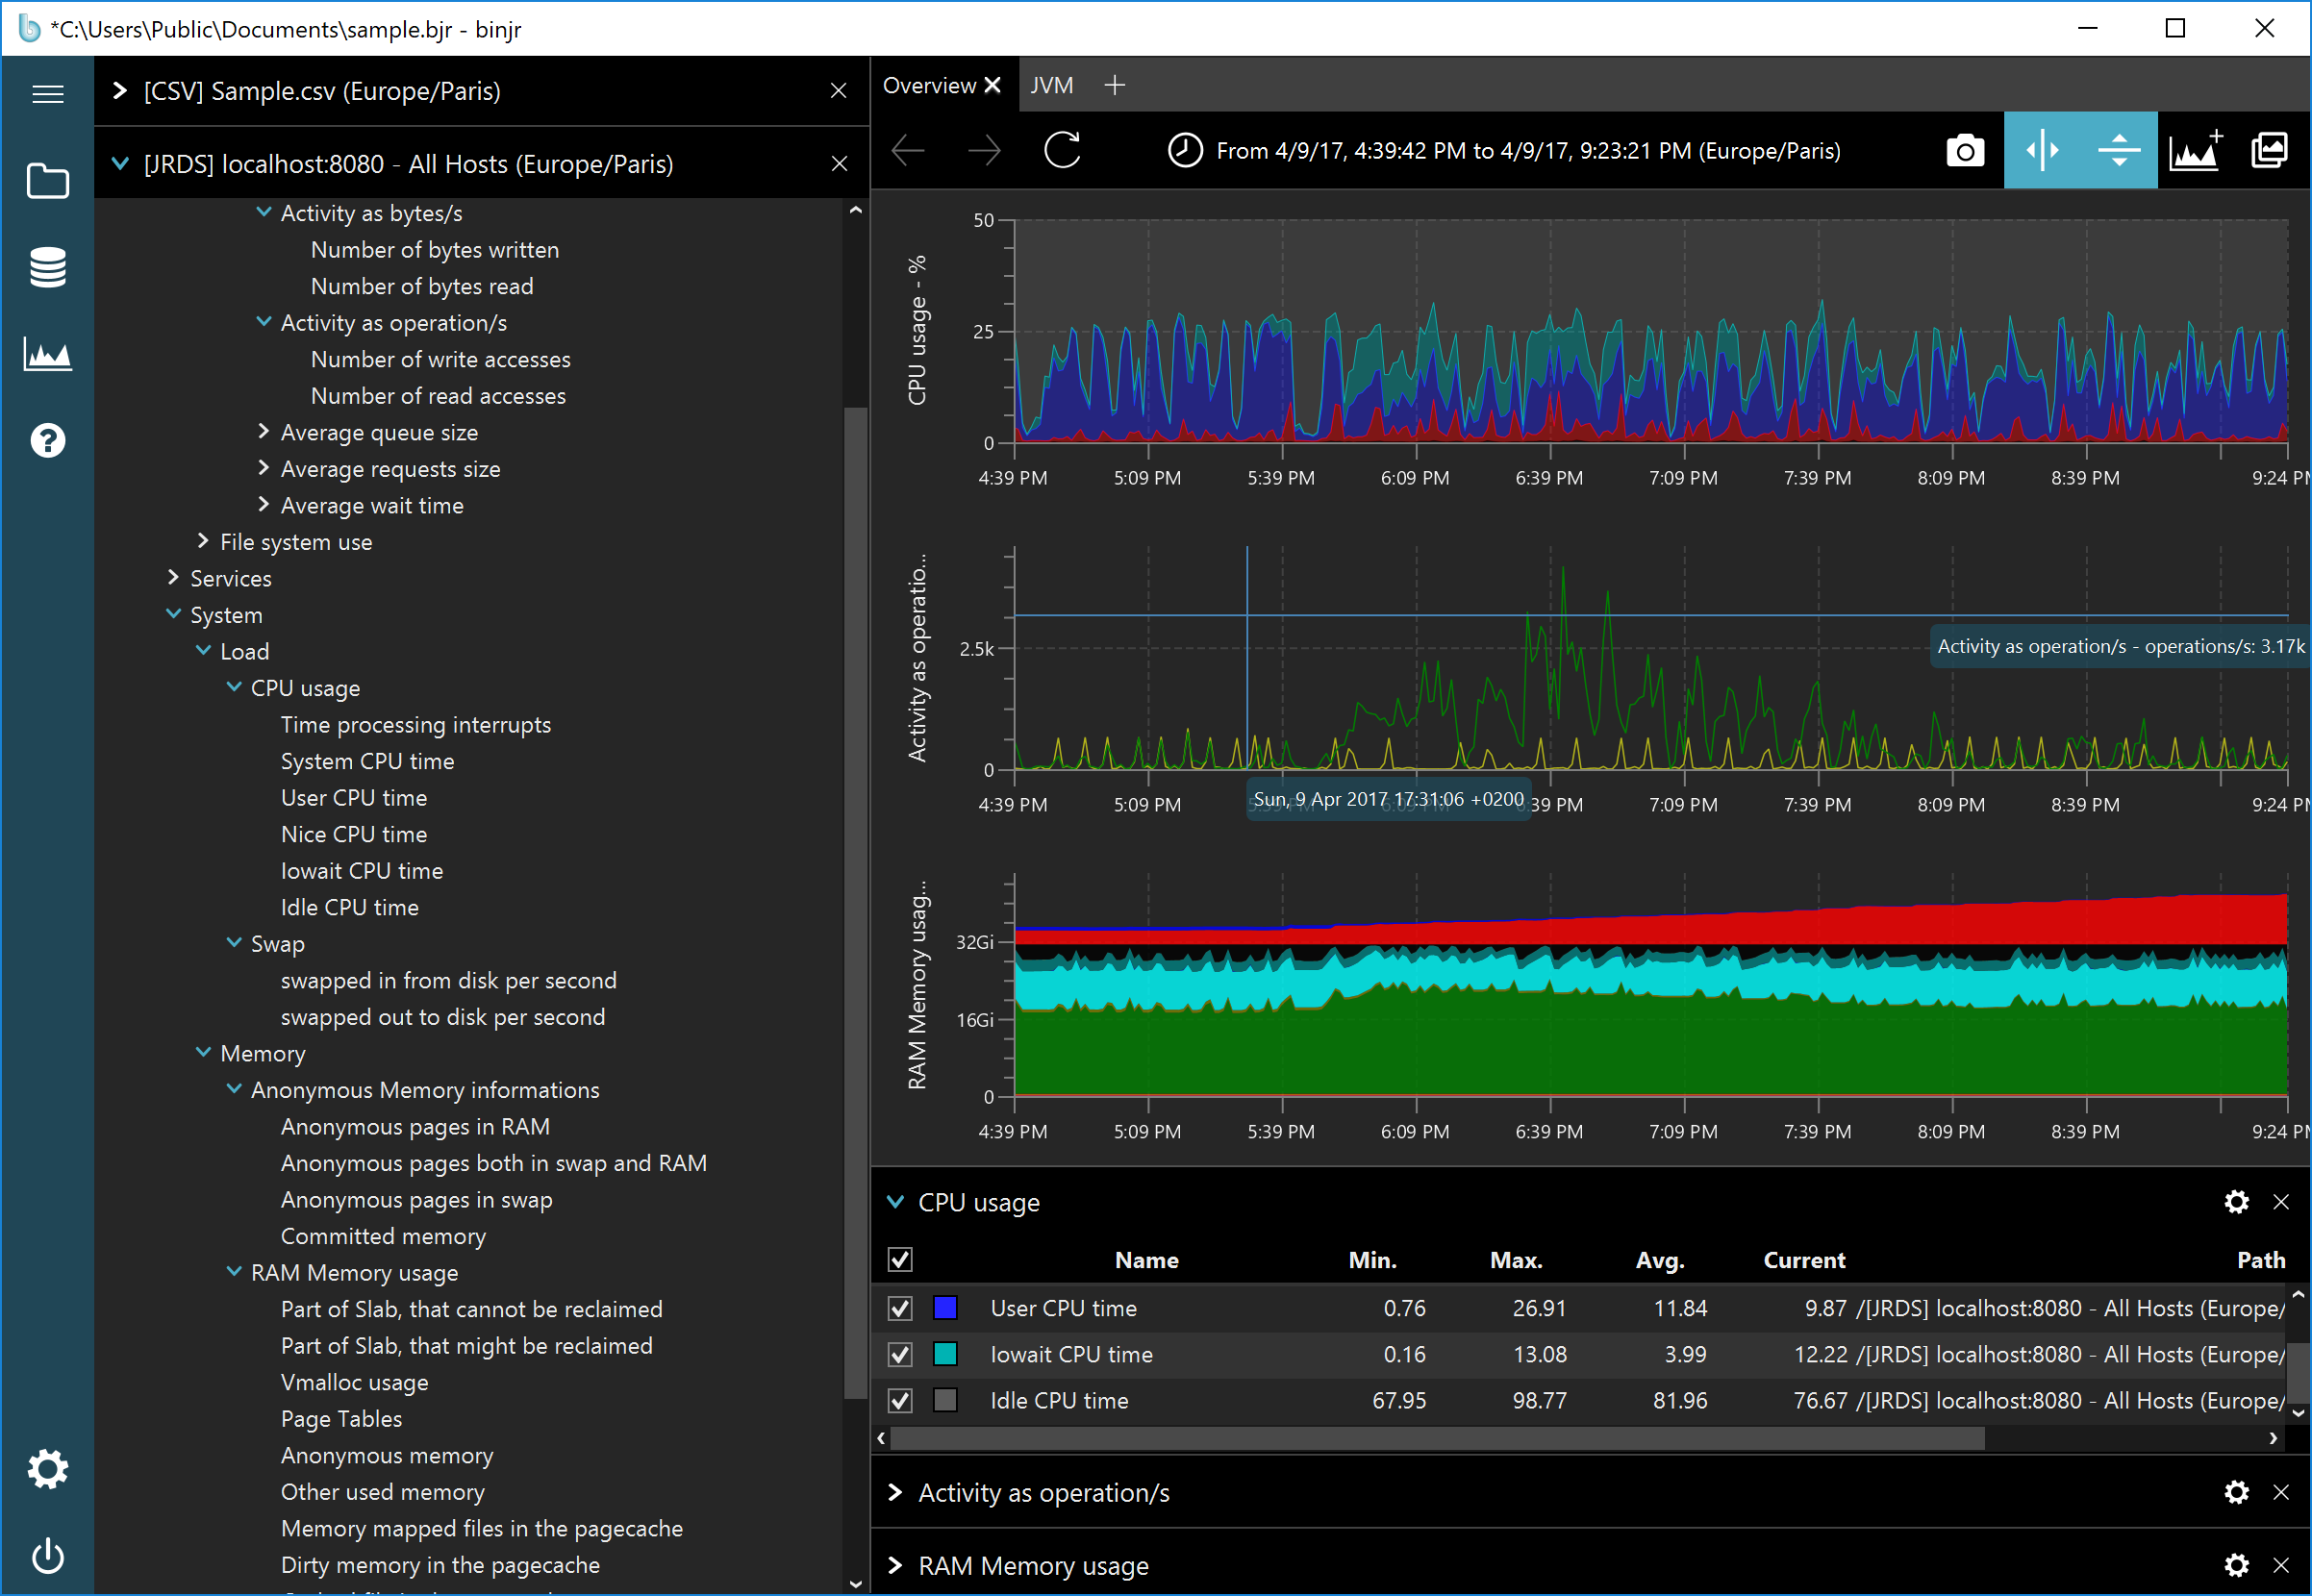 *C:\Users\Public\Documents\sample.bjr - binjr
[CSV] Sample.csv (Europe/Paris)
[JRDS] localhost:8080 - All Hosts (Europe/Paris)
Activity as bytes/s
Number of bytes written
Number of bytes read
Activity as operation/s
Number of write accesses
Number of read accesses
Average queue size
Average requests size
Average wait time
File system use
Services
System
Load
CPU usage
Time processing interrupts
System CPU time
User CPU time
Nice CPU time
Iowait CPU time
Idle CPU time
Swap
swapped in from disk per second
swapped out to disk per second
Memory
Anonymous Memory informations
Anonymous pages in RAM
Anonymous pages both in swap and RAM
Anonymous pages in swap
Committed memory
RAM Memory usage
Part of Slab, that cannot be reclaimed
Part of Slab, that might be reclaimed
Vmalloc usage
Page Tables
Anonymous memory
Other used memory
Memory mapped files in the pagecache
Dirty memory in the pagecache
Overview JVM
From 4/9/17, 4:39:42 PM to 4/9/17, 9:23:21 PM (Europe/Paris)
CPU usage - %
50
25
0
4:39 PM 5:09 PM 5:39 PM 6:09 PM 6:39 PM 7:09 PM 7:39 PM 8:09 PM 8:39 PM 9:24 PM
Activity as operatio...
2.5k
0
Activity as operation/s - operations/s: 3.17k
4:39 PM 5:09 PM Sun, 9 Apr 2017 17:31:06 +0200 :39 PM 7:09 PM 7:39 PM 8:09 PM 8:39 PM 9:24 PM
RAM Memory usag...
32Gi
16Gi
0
4:39 PM 5:09 PM 5:39 PM 6:09 PM 6:39 PM 7:09 PM 7:39 PM 8:09 PM 8:39 PM 9:24 PM
CPU usage
Name Min. Max. Avg. Current Path
User CPU time 0.76 26.91 11.84 9.87 /[JRDS] localhost:8080 - All Hosts (Europe/
Iowait CPU time 0.16 13.08 3.99 12.22 /[JRDS] localhost:8080 - All Hosts (Europe/
Idle CPU time 67.95 98.77 81.96 76.67 /[JRDS] localhost:8080 - All Hosts (Europe/
Activity as operation/s
RAM Memory usage